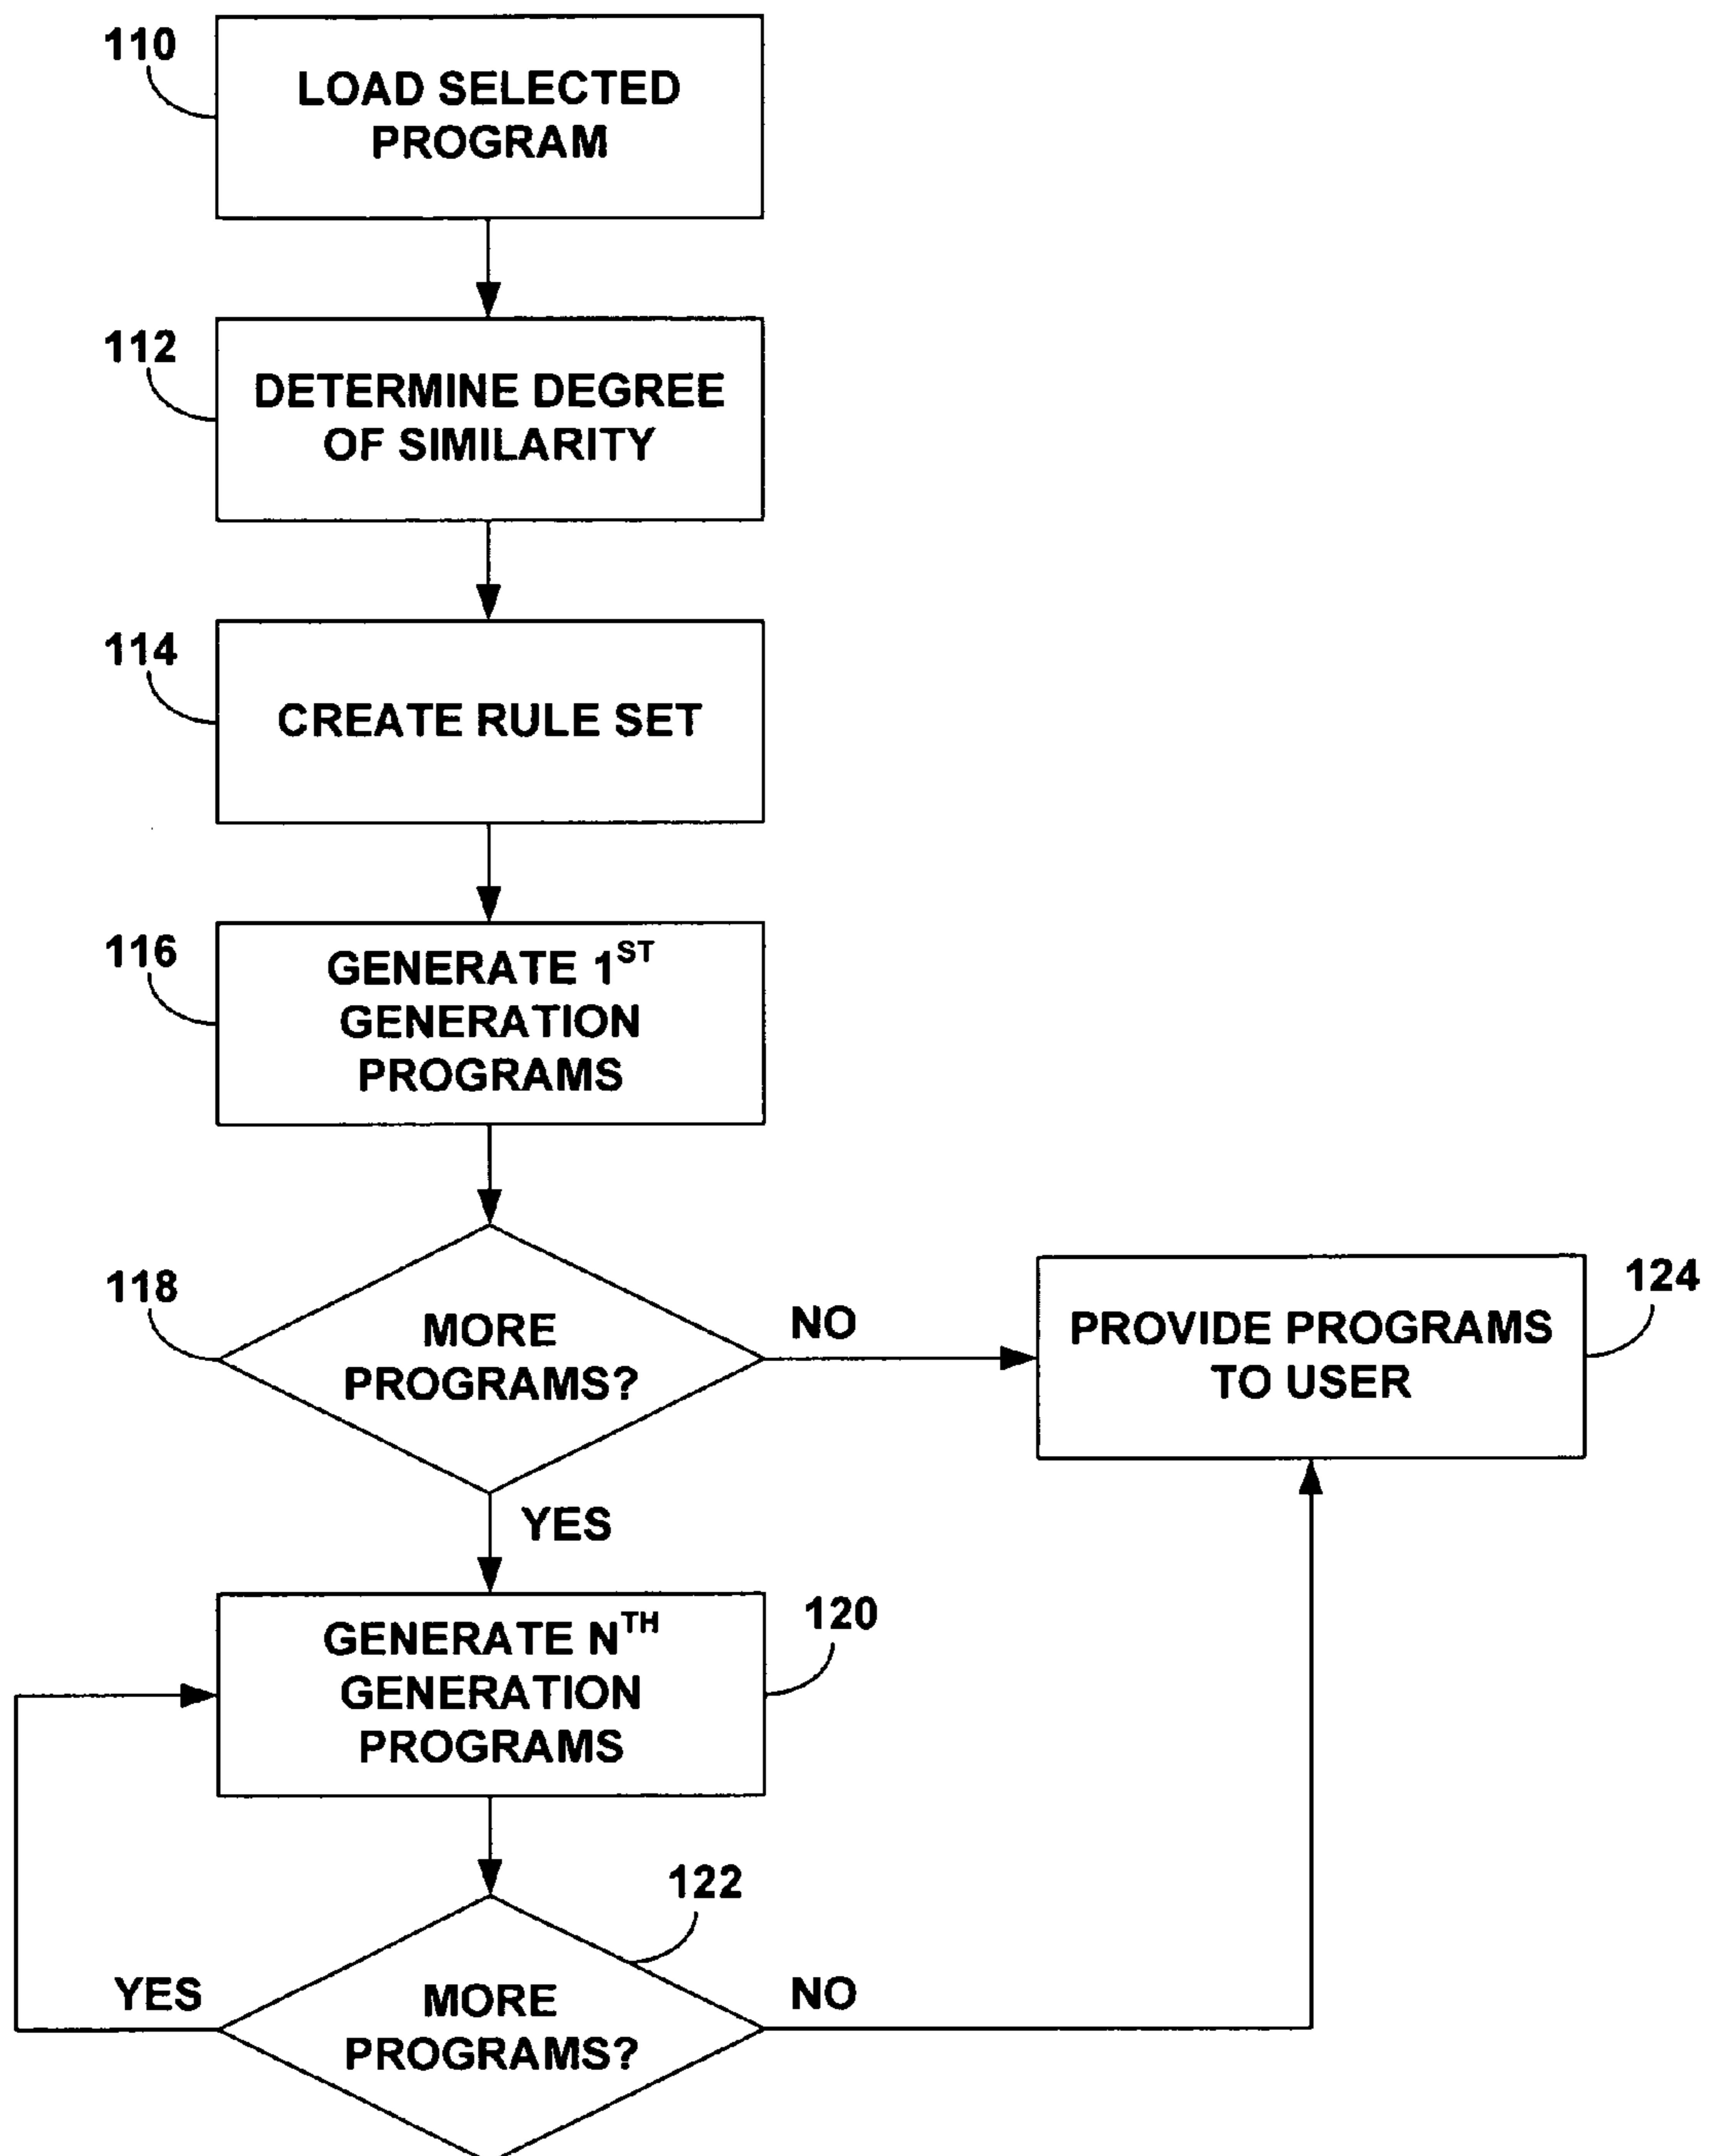 110
LOAD SELECTED
PROGRAM
112
DETERMINE DEGREE
OF SIMILARITY
114
CREATE RULE SET
116
GENERATE 1ST
GENERATION
PROGRAMS
118
MORE
PROGRAMS?
NO
124
PROVIDE PROGRAMS
TO USER
YES
120
GENERATE NTH
GENERATION
PROGRAMS
122
YES
MORE
PROGRAMS?
NO